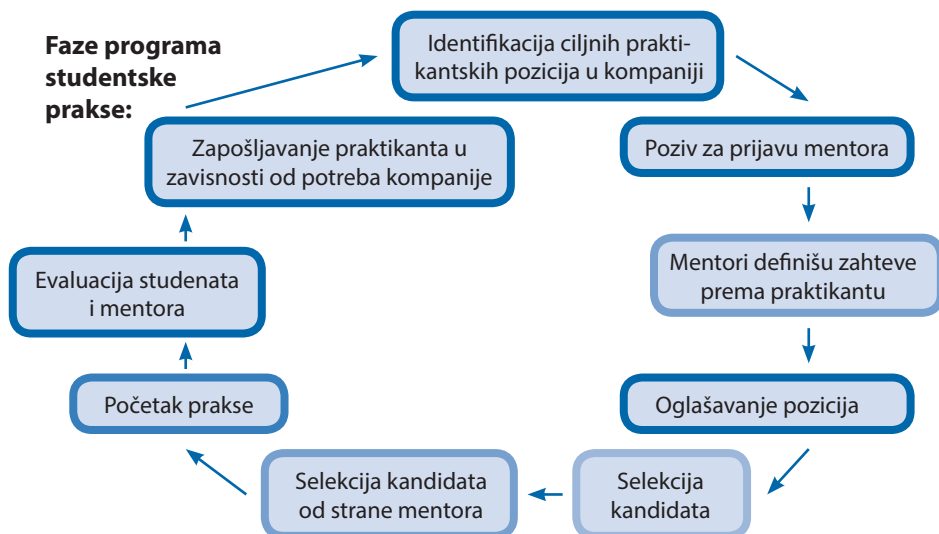 Faze programa
studentske
prakse:
Identifikacija ciljnih prakti-
kantskih pozicija u kompaniji
Poziv za prijavu mentora
Mentori definišu zahteve
prema praktikantu
Oglašavanje pozicija
Selekcija
kandidata
Selekcija kandidata
od strane mentora
Početak prakse
Evaluacija studenata
i mentora
Zapošljavanje praktikanta u
zavisnosti od potreba kompanije